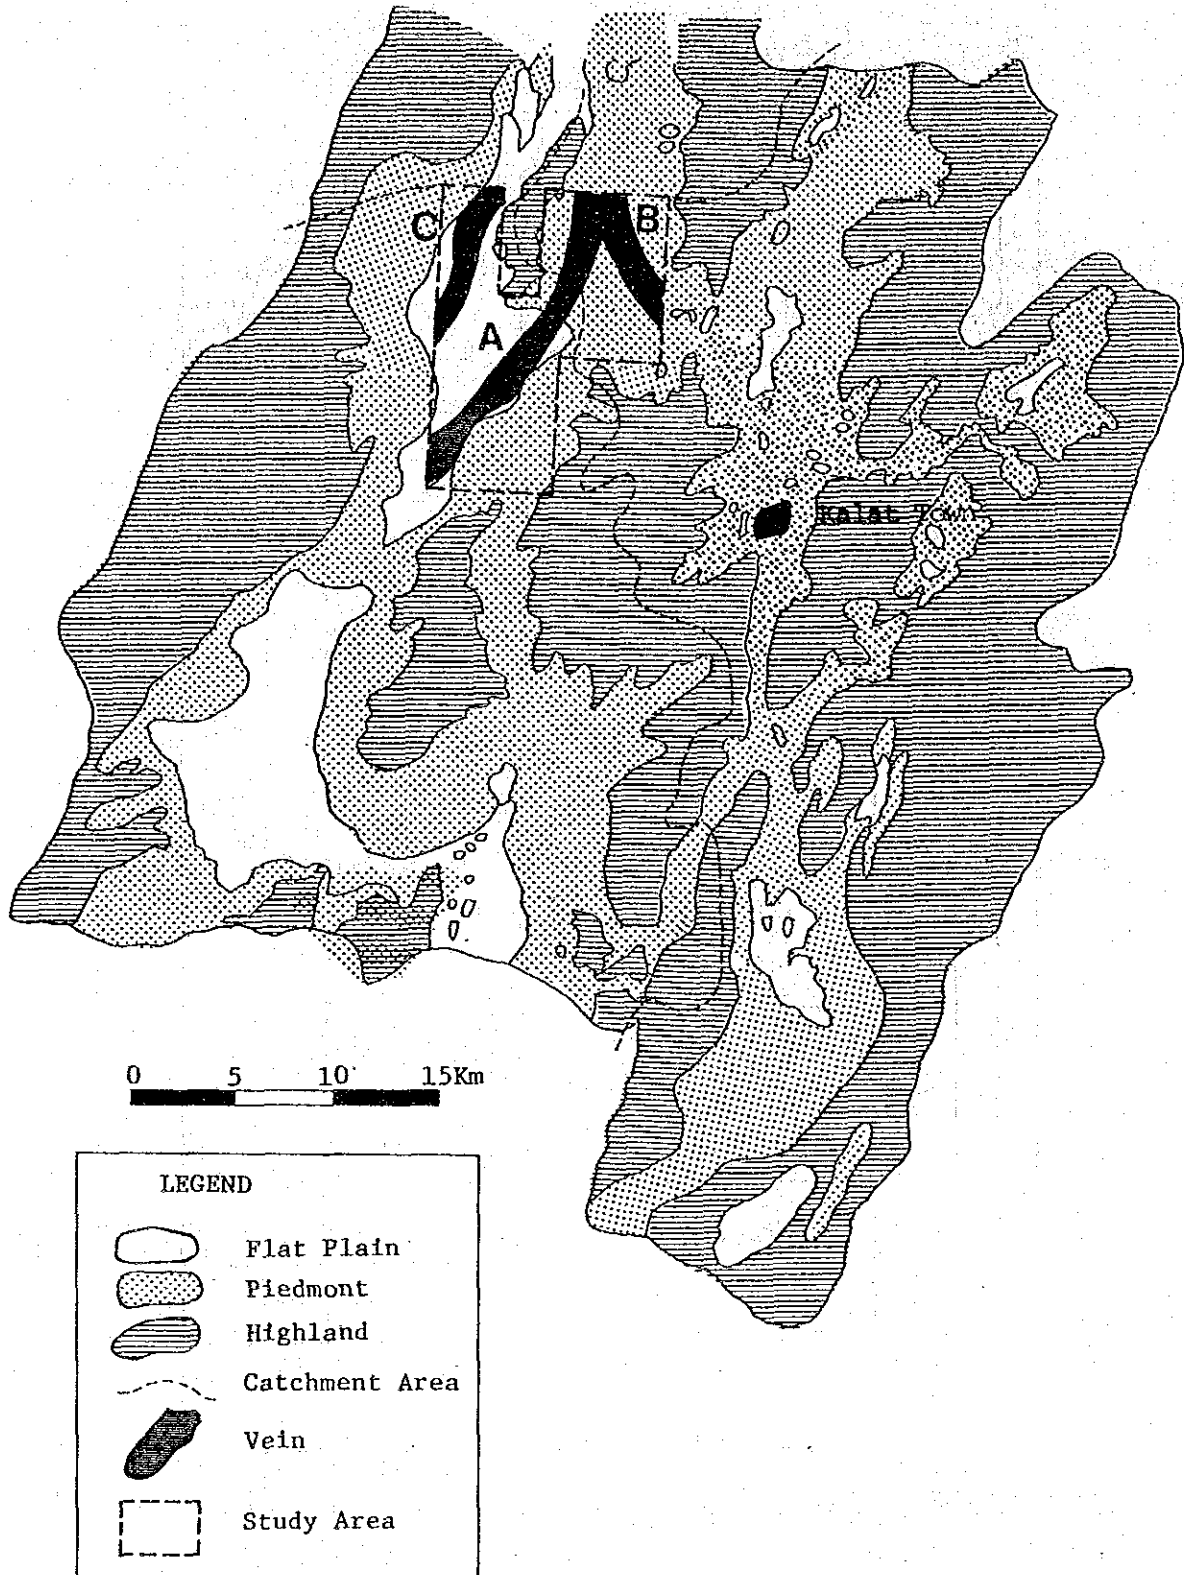 C
B
A
Kalat Town
0 5 10 15Km
LEGEND
Flat Plain
Piedmont
Highland
Catchment Area
Vein
Study Area